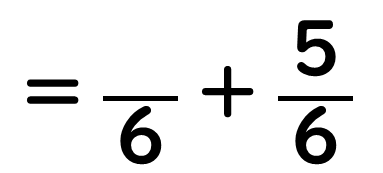 = /6 + 5/6